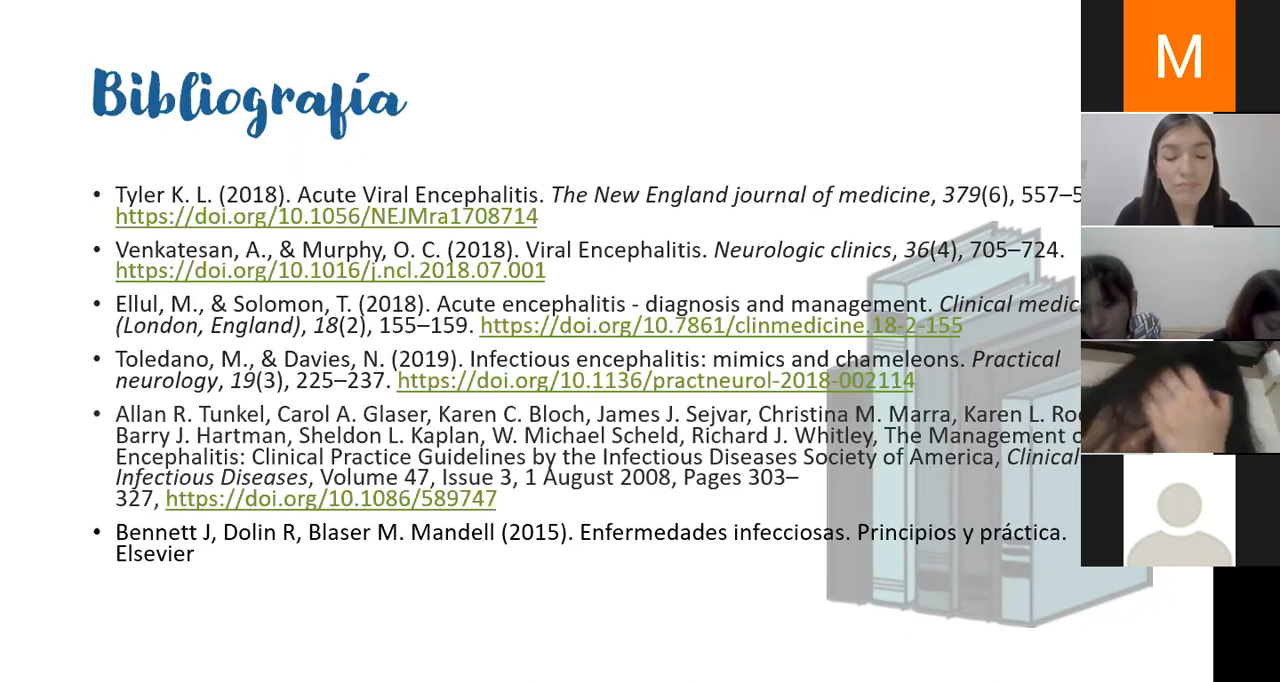 Bibliografía
M
• Tyler K. L. (2018). Acute Viral Encephalitis. The New England journal of medicine, 379(6), 557–5
https://doi.org/10.1056/NEJMra1708714
• Venkatesan, A., & Murphy, O. C. (2018). Viral Encephalitis. Neurologic clinics, 36(4), 705–724.
https://doi.org/10.1016/j.ncl.2018.07.001
• Ellul, M., & Solomon, T. (2018). Acute encephalitis - diagnosis and management. Clinical
(London, England), 18(2), 155–159. https://doi.org/10.7861/clinmedicine.18-2-155
• Toledano, M., & Davies, N. (2019). Infectious encephalitis: mimics and chameleons. Practical
neurology, 19(3), 225–237. https://doi.org/10.1136/practneurol-2018-002114
• Allan R. Tunkel, Carol A. Glaser, Karen C. Bloch, James J. Sejvar, Christina M. Marra, Karen L.
Barry J. Hartman, Sheldon L. Kaplan, W. Michael Scheld, Richard J. Whitley, The Management
Encephalitis: Clinical Practice Guidelines by the Infectious Diseases Society of America, Clinical
Infectious Diseases, Volume 47, Issue 3, 1 August 2008, Pages 303–
327, https://doi.org/10.1086/589747
• Bennett J, Dolin R, Blaser M. Mandell (2015). Enfermedades infecciosas. Principios y práctica.
Elsevier